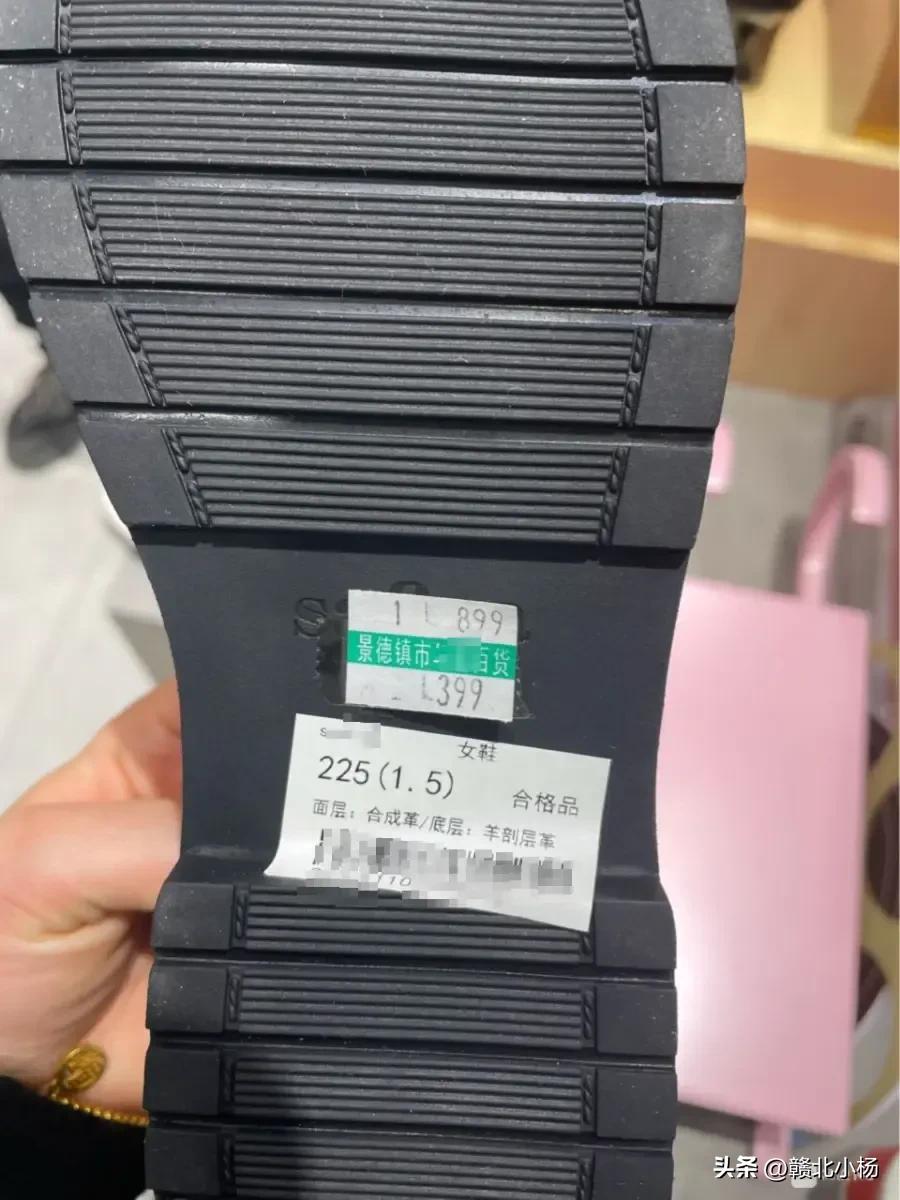 899
景德镇市 百货
399
女鞋
225(1.5)
合格品
面层：合成革/底层：羊剖层革
头条 @赣北小杨